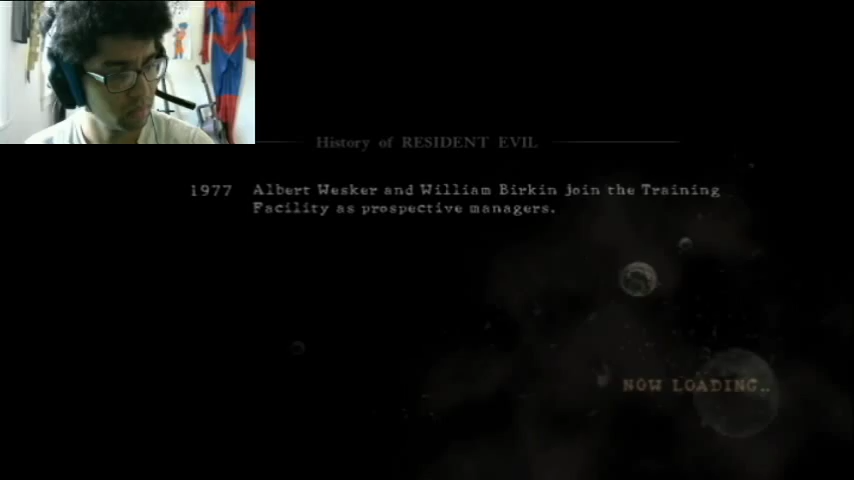 History of RESIDENT EVIL
1977 Albert Wesker and William Birkin join the Training
Facility as prospective managers.
NOW LOADING..